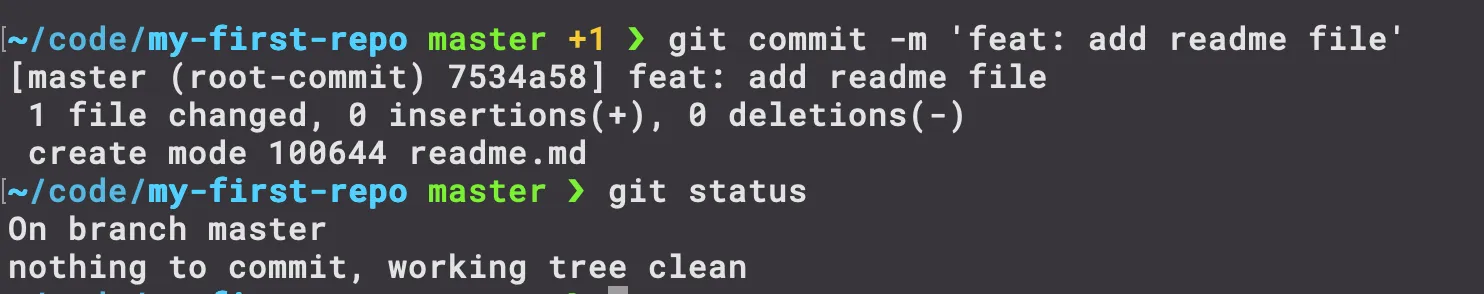 ~/code/my-first-repo master +1 ❯ git commit -m 'feat: add readme file'
[master (root-commit) 7534a58] feat: add readme file
1 file changed, 0 insertions(+), 0 deletions(-)
create mode 100644 readme.md
~/code/my-first-repo master ❯ git status
On branch master
nothing to commit, working tree clean